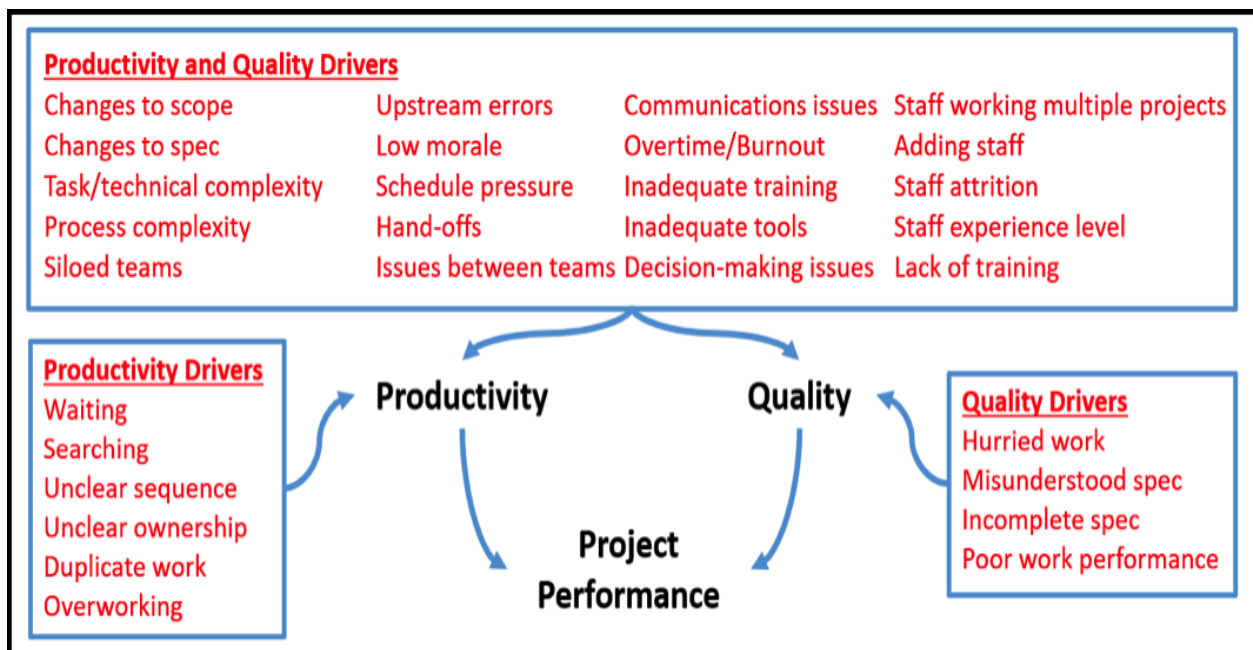 Productivity and Quality Drivers
Changes to scope
Changes to spec
Task/technical complexity
Process complexity
Siloed teams
Upstream errors
Low morale
Schedule pressure
Hand-offs
Issues between teams
Communications issues
Overtime/Burnout
Inadequate training
Inadequate tools
Decision-making issues
Staff working multiple projects
Adding staff
Staff attrition
Staff experience level
Lack of training
Productivity Drivers
Waiting
Searching
Unclear sequence
Unclear ownership
Duplicate work
Overworking
Productivity
Quality
Project
Performance
Quality Drivers
Hurried work
Misunderstood spec
Incomplete spec
Poor work performance